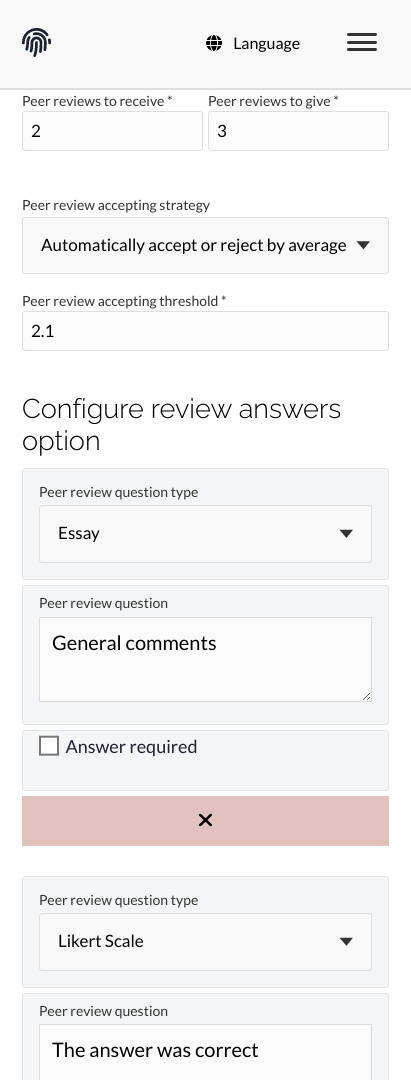 Language
Peer reviews to receive *
Peer reviews to give *
2
3
Peer review accepting strategy
Automatically accept or reject by average
Peer review accepting threshold *
2.1
Configure review answers
option
Peer review question type
Essay
Peer review question
General comments
Answer required
Peer review question type
Likert Scale
Peer review question
The answer was correct